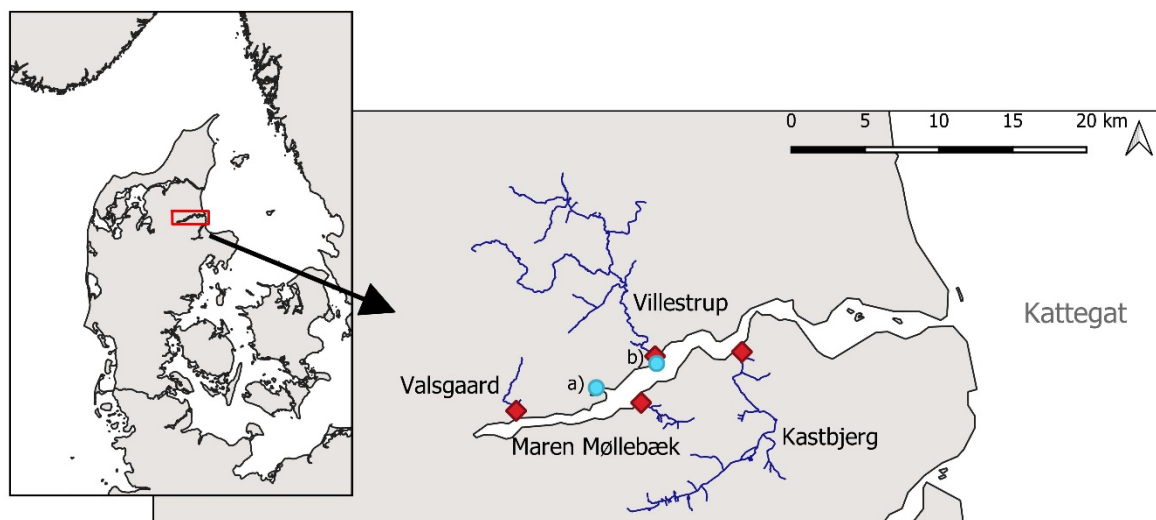 0 5 10 15 20 km
Villestrup
Kattegat
b)
a)
Valsgaard
Maren Møllebæk
Kastbjerg